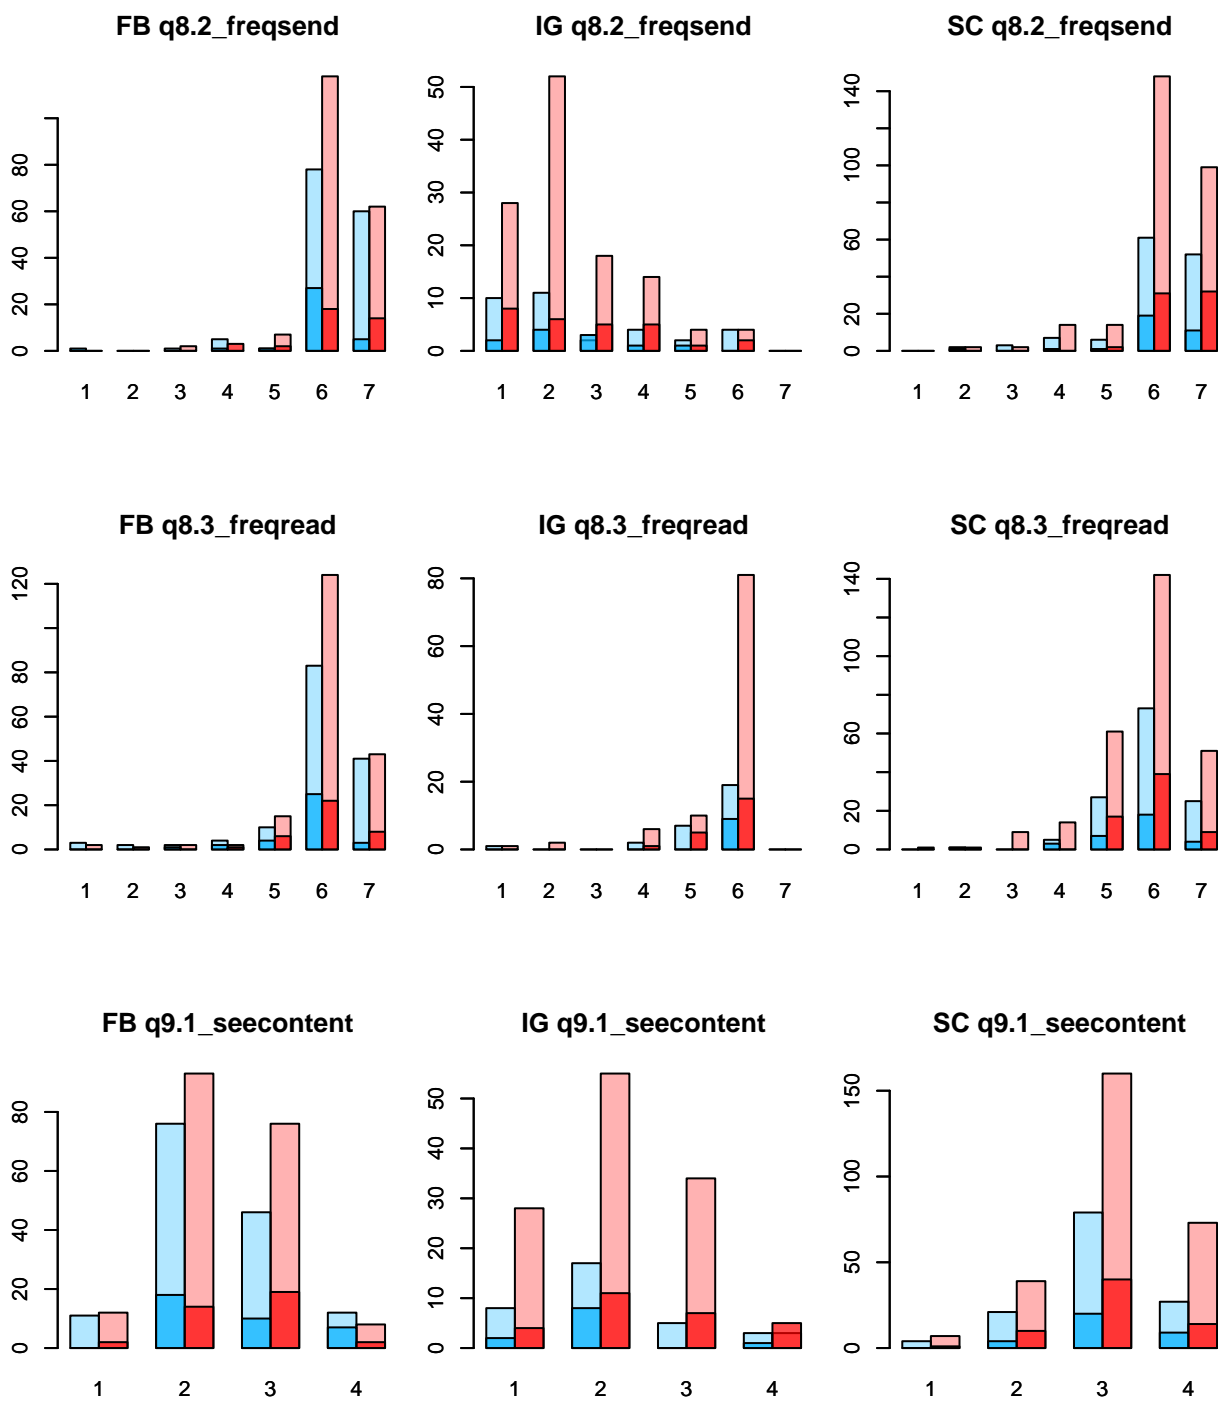 FB q8.2_freqsend
IG q8.2_freqsend
SC q8.2_freqsend
0 20 40 60 80
0 10 20 30 40 50
0 20 60 100 140
1 2 3 4 5 6 7
1 2 3 4 5 6 7
1 2 3 4 5 6 7
FB q8.3_freqread
IG q8.3_freqread
SC q8.3_freqread
0 20 40 60 80 120
0 20 40 60 80
0 20 60 100 140
1 2 3 4 5 6 7
1 2 3 4 5 6 7
1 2 3 4 5 6 7
FB q9.1_seecontent
IG q9.1_seecontent
SC q9.1_seecontent
0 20 40 60 80
0 10 20 30 40 50
0 50 100 150
1 2 3 4
1 2 3 4
1 2 3 4